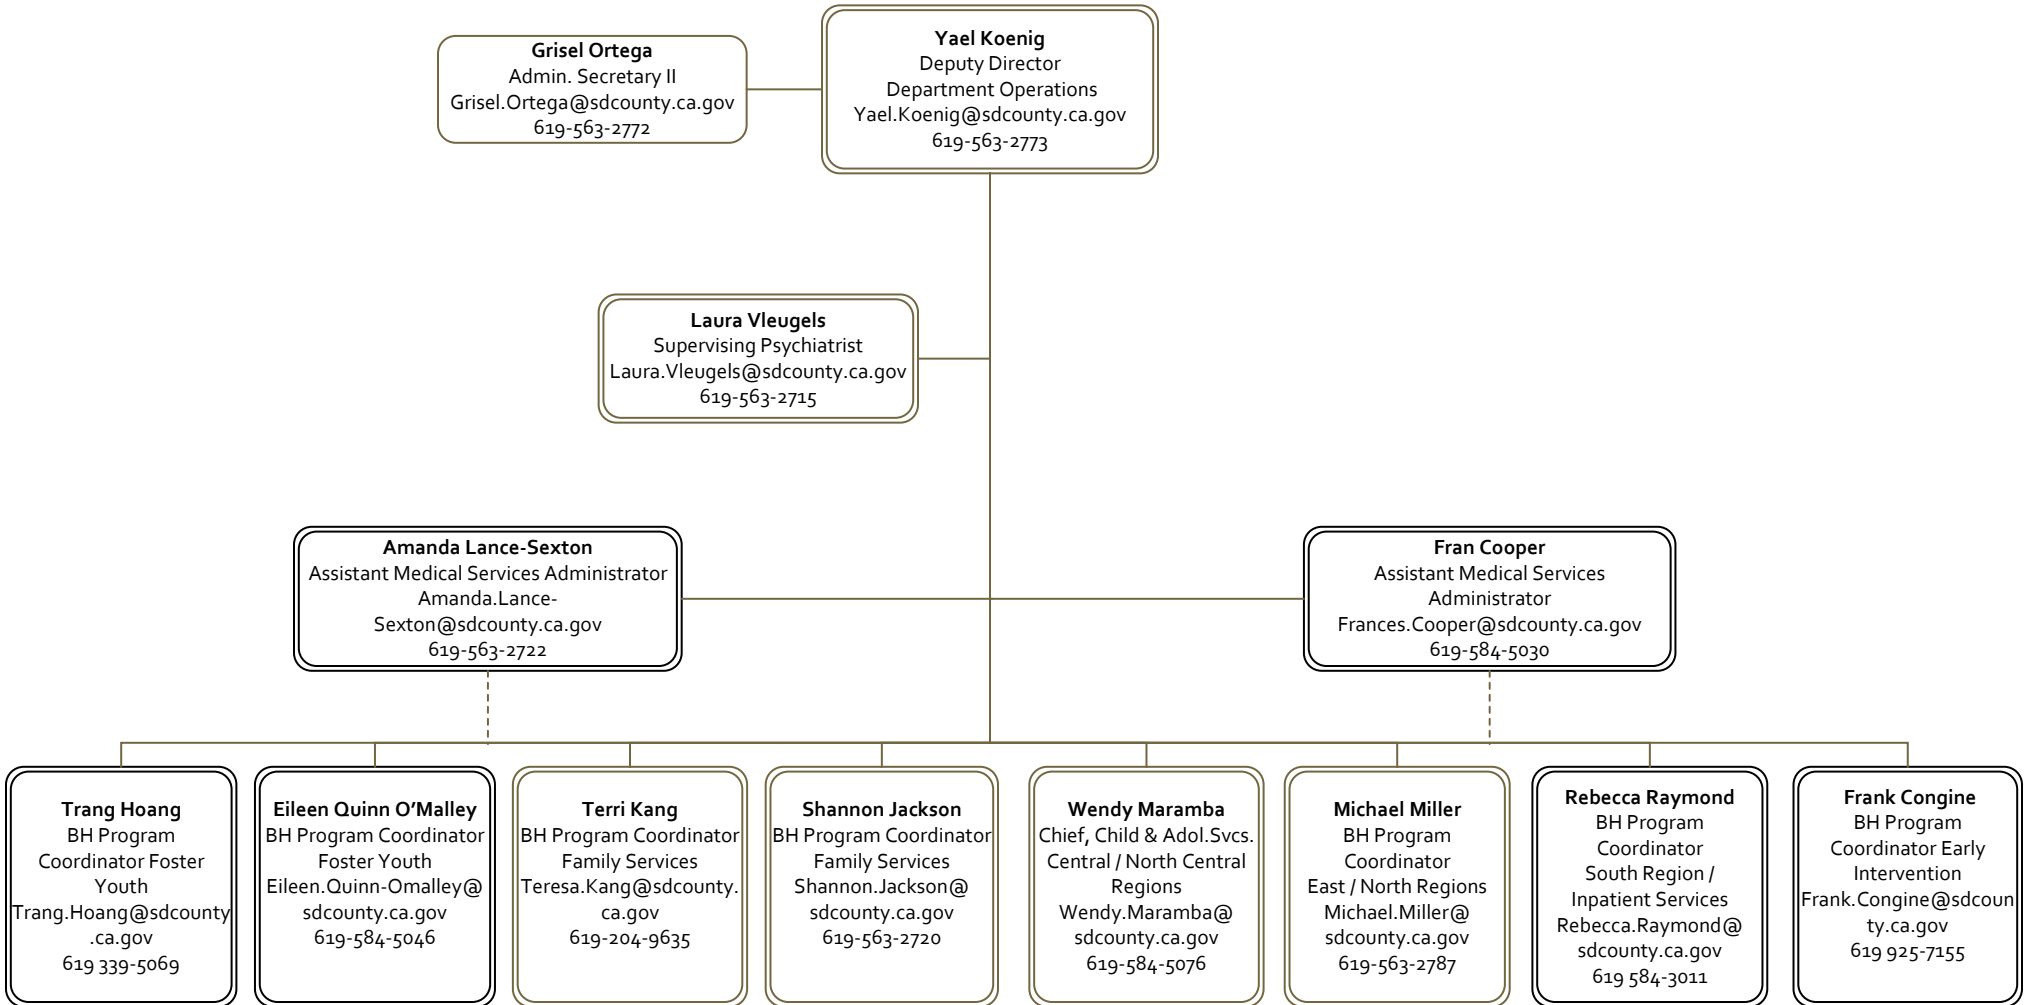 Grisel Ortega
Admin. Secretary II
Grisel.Ortega@sdcounty.ca.gov
619-563-2772
Yael Koenig
Deputy Director
Department Operations
Yael.Koenig@sdcounty.ca.gov
619-563-2773
Laura Vleugels
Supervising Psychiatrist
Laura.Vleugels@sdcounty.ca.gov
619-563-2715
Amanda Lance-Sexton
Assistant Medical Services Administrator
Amanda.Lance-
Sexton@sdcounty.ca.gov
619-563-2722
Fran Cooper
Assistant Medical Services
Administrator
Frances.Cooper@sdcounty.ca.gov
619-584-5030
Trang Hoang
BH Program
Coordinator Foster
Youth
Trang.Hoang@sdcounty
.ca.gov
619 339-5069
Eileen Quinn O’Malley
BH Program Coordinator
Foster Youth
Eileen.Quinn-Omalley@
sdcounty.ca.gov
619-584-5046
Terri Kang
BH Program Coordinator
Family Services
Teresa.Kang@sdcounty.
ca.gov
619-204-9635
Shannon Jackson
BH Program Coordinator
Family Services
Shannon.Jackson@
sdcounty.ca.gov
619-563-2720
Wendy Maramba
Chief, Child & Adol.Svcs.
Central / North Central
Regions
Wendy.Maramba@
sdcounty.ca.gov
619-584-5076
Michael Miller
BH Program
Coordinator
East / North Regions
Michael.Miller@
sdcounty.ca.gov
619-563-2787
Rebecca Raymond
BH Program
Coordinator
South Region /
Inpatient Services
Rebecca.Raymond@
sdcounty.ca.gov
619 584-3011
Frank Congine
BH Program
Coordinator Early
Intervention
Frank.Congine@sdcoun
ty.ca.gov
619 925-7155